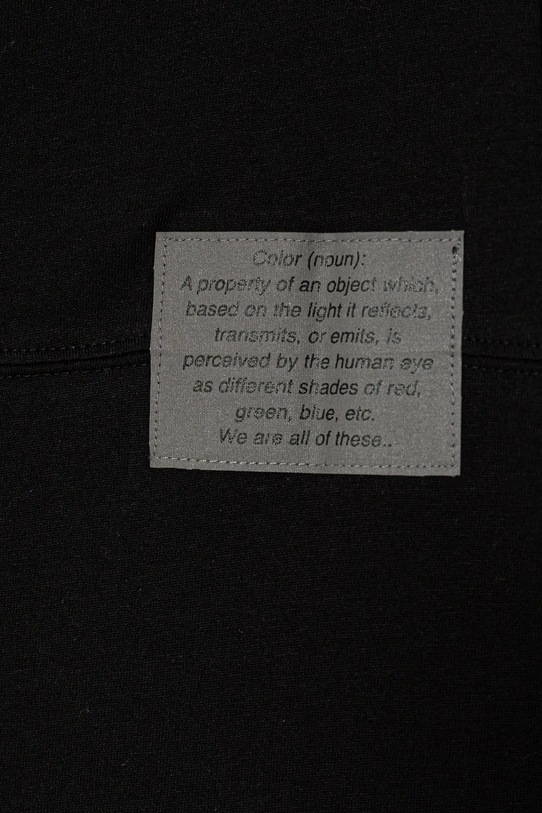 Color (noun):
A property of an object which,
based on the light it reflects,
transmits, or emits, is
perceived by the human eye
as different shades of red,
green, blue, etc.
We are all of these..